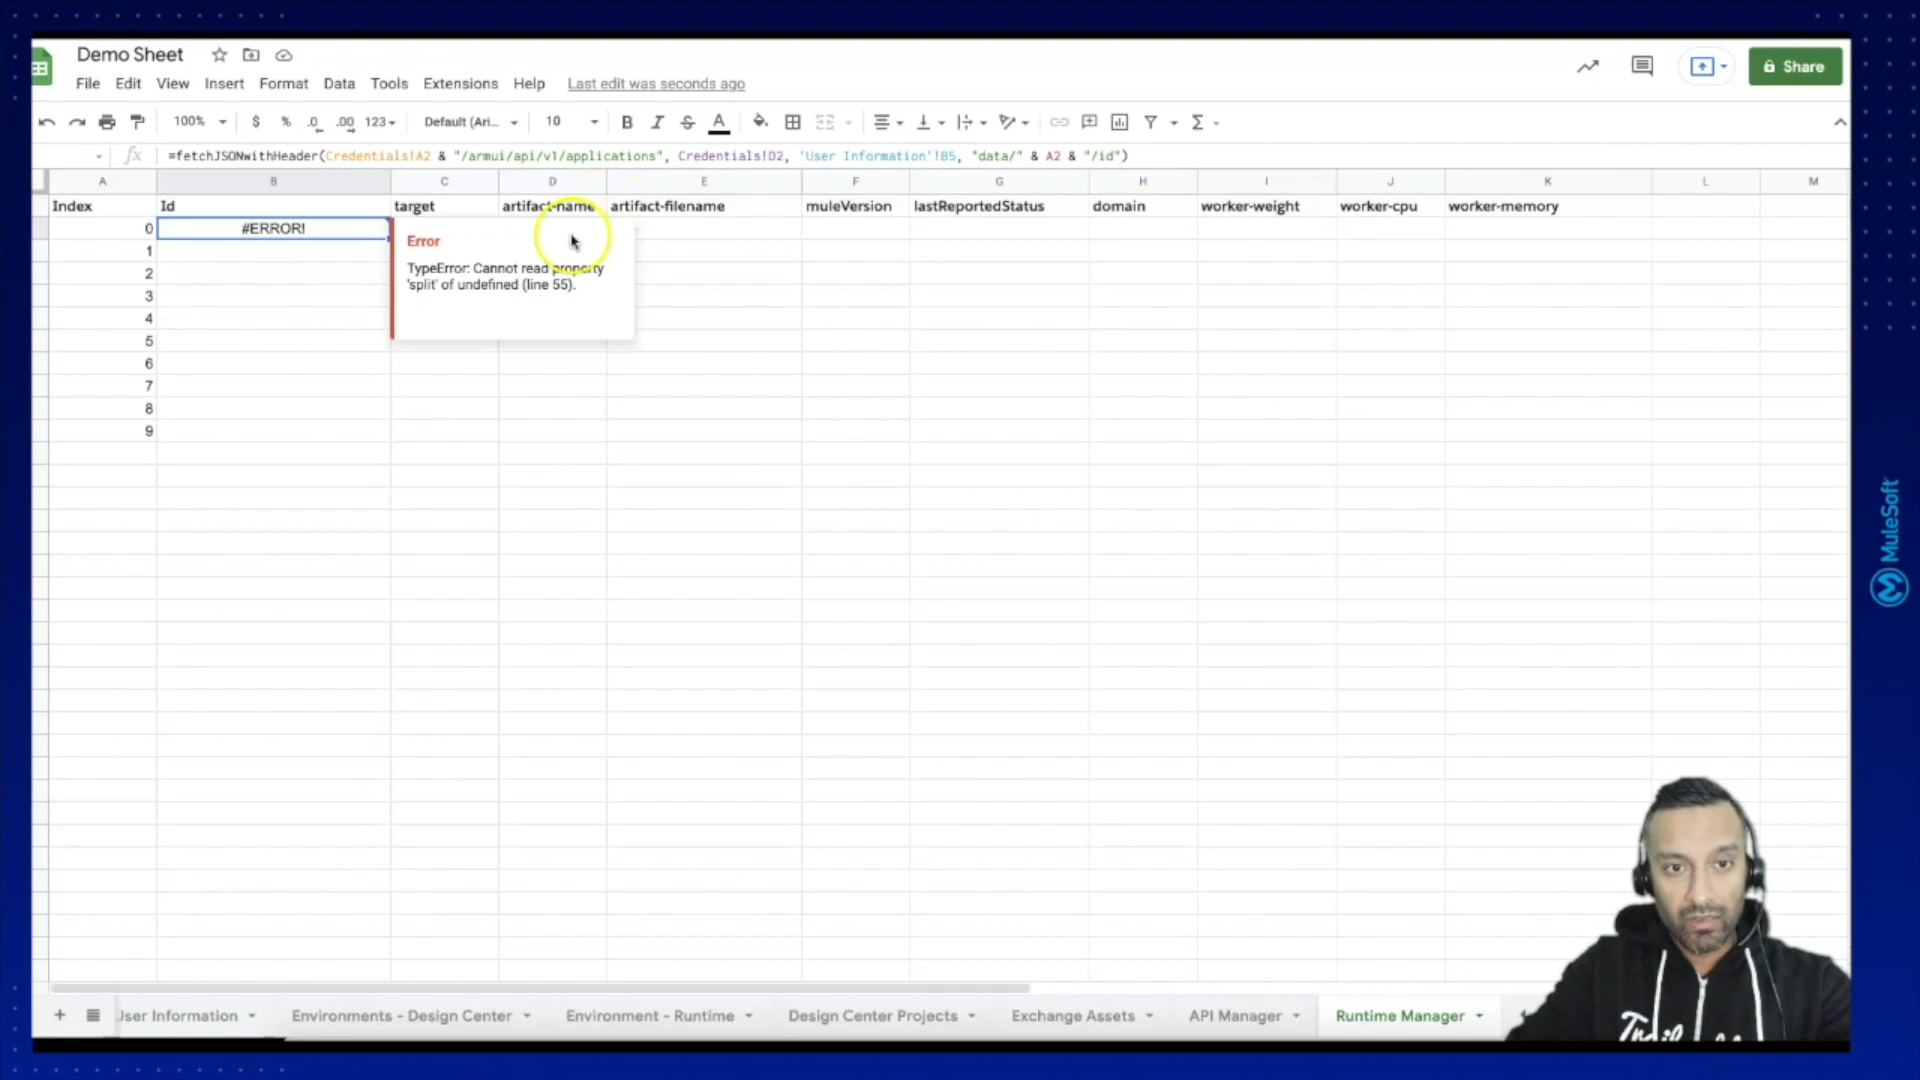 Demo Sheet
File Edit View Insert Format Data Tools Extensions Help Last edit was seconds ago
Share
100% $ % .0 .00 123 Default (Ari... 10 B I S A
fx =fetchJSONwithHeader(Credentials!A2 & "/armui/api/v1/applications", Credentials!D2, 'User Information'!B5, "data/" & A2 & "/id")
A B C D E F G H I J K L M
Index Id target artifact-name artifact-filename muleVersion lastReportedStatus domain worker-weight worker-cpu worker-memory
0 #ERROR!
Error
1
TypeError: Cannot read property
2
'split' of undefined (line 55).
3
4
5
6
7
8
9
MuleSoft
User Information Environments - Design Center Environment - Runtime Design Center Projects Exchange Assets API Manager Runtime Manager